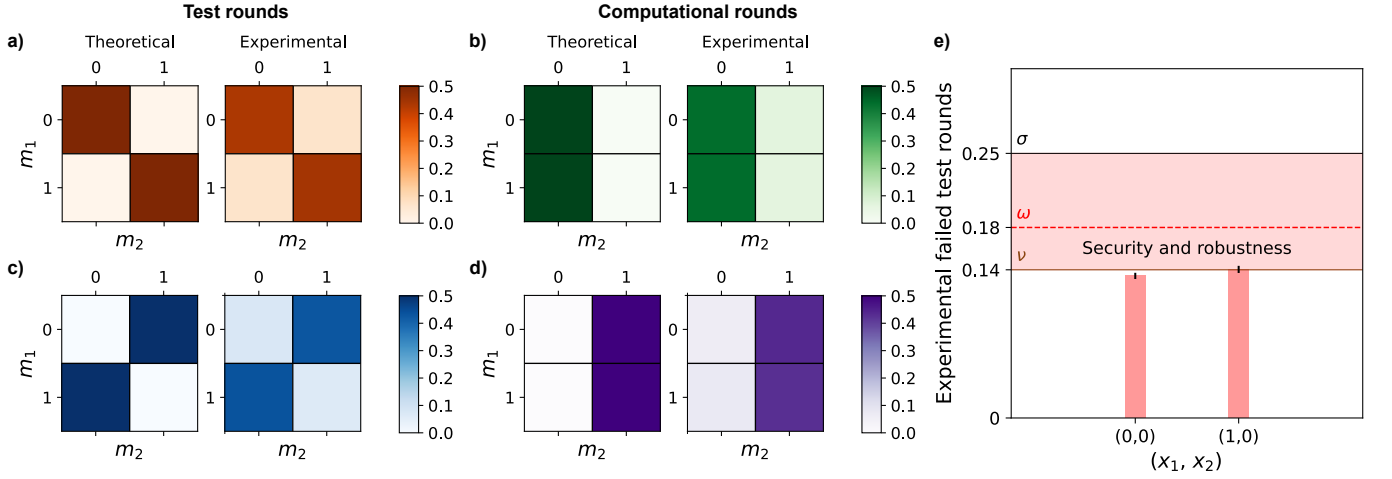 Test rounds
Computational rounds
a)
Theoretical
Experimental
0 1
0 1
0
1
m₁
m₂
0
1
m₂
0.5
0.4
0.3
0.2
0.1
0.0
b)
Theoretical
Experimental
0 1
0 1
m₂
m₂
0.5
0.4
0.3
0.2
0.1
0.0
c)
0 1
0 1
0
1
m₁
m₂
0
1
m₂
0.5
0.4
0.3
0.2
0.1
0.0
d)
0 1
0 1
m₂
m₂
0.5
0.4
0.3
0.2
0.1
0.0
e)
Experimental failed test rounds
σ
0.25
ω
0.18
Security and robustness
ν
0.14
0
(0,0)
(1,0)
(x₁, x₂)